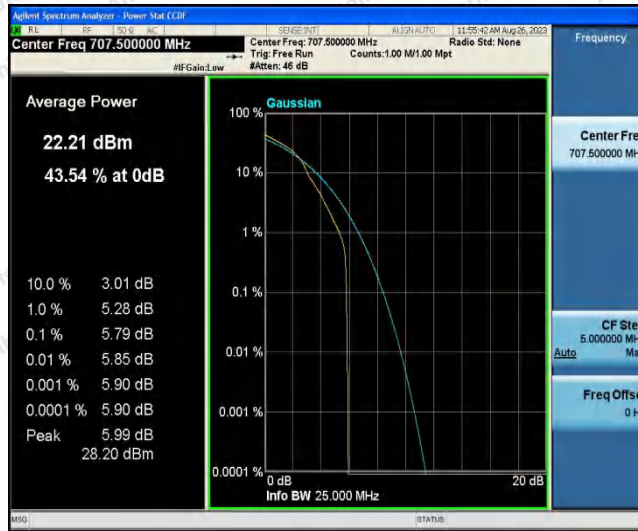 Agilent Spectrum Analyzer - Power Stat CCDF
RL RF 50 Ω AC SENSE:INT ALIGN AUTO 11:55:42 AM Aug 26, 2023
Center Freq 707.500000 MHz
Center Freq: 707.500000 MHz Radio Std: None
Trig: Free Run Counts:1.00 M/1.00 Mpt
#IFGain:Low #Atten: 46 dB
Frequency
Average Power
22.21 dBm
43.54 % at 0dB
10.0 % 3.01 dB
1.0 % 5.28 dB
0.1 % 5.79 dB
0.01 % 5.85 dB
0.001 % 5.90 dB
0.0001 % 5.90 dB
Peak 5.99 dB
28.20 dBm
Gaussian
100 %
10 %
1 %
0.1 %
0.01 %
0.001 %
0.0001 %
0 dB 20 dB
Info BW 25.000 MHz
Center Fre
707.500000 MH
CF Ste
5.000000 MH
Auto Ma
Freq Offse
0 H
MSG STATUS